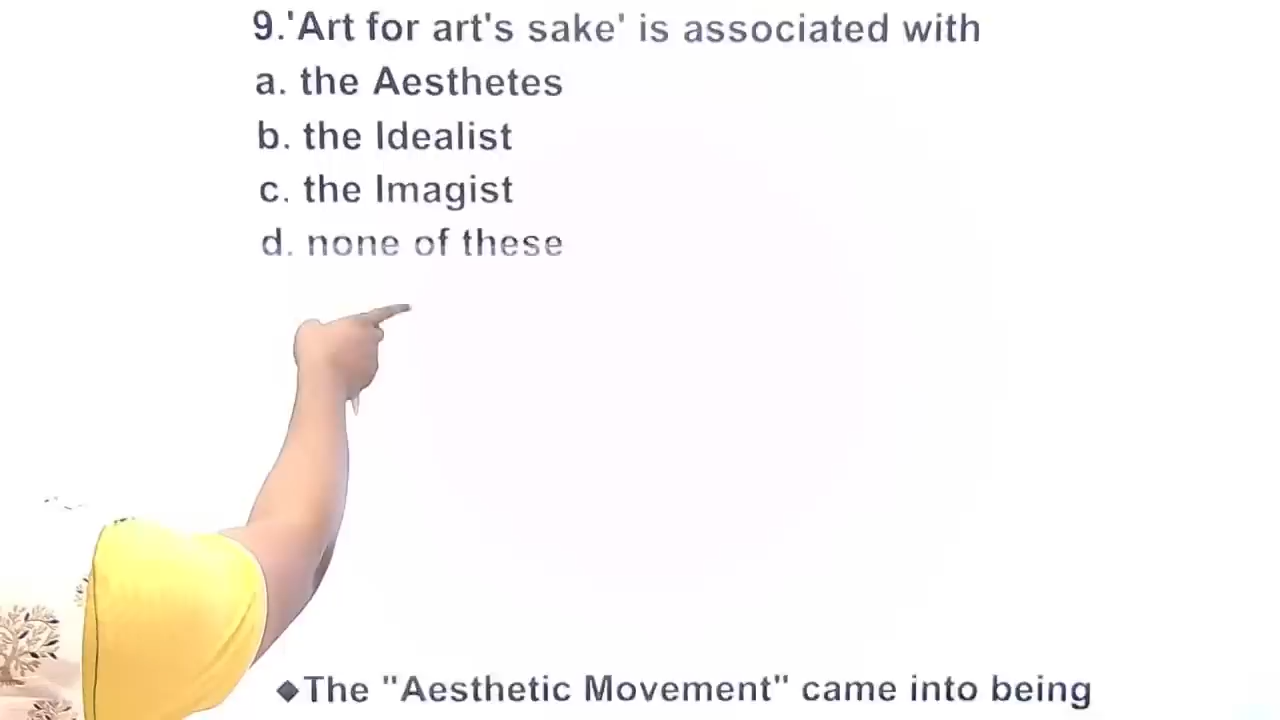 9.'Art for art's sake' is associated with
a. the Aesthetes
b. the Idealist
c. the Imagist
d. none of these
◆The "Aesthetic Movement" came into being